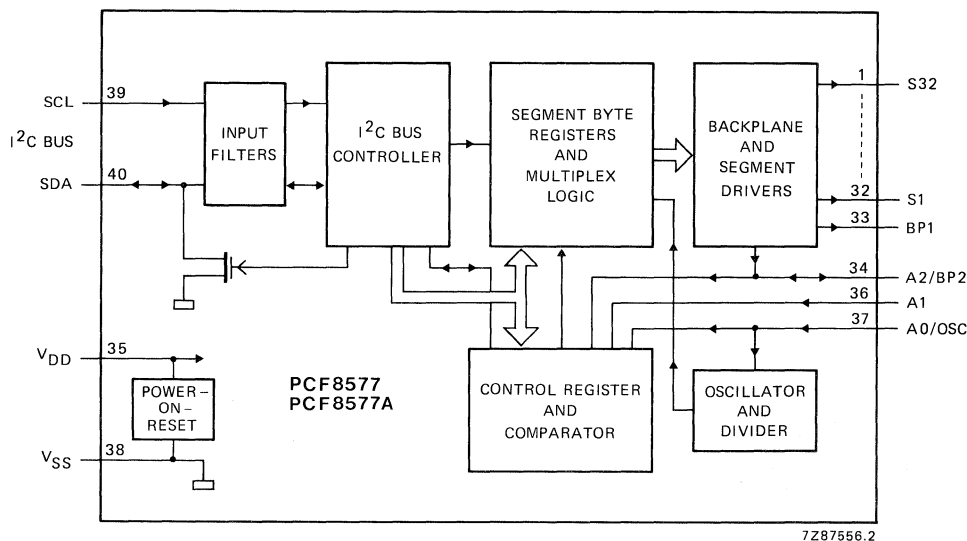 SCL
39
I²C BUS
SDA
40
INPUT
FILTERS
I²C BUS
CONTROLLER
SEGMENT BYTE
REGISTERS
AND
MULTIPLEX
LOGIC
BACKPLANE
AND
SEGMENT
DRIVERS
1
S32
32
S1
33
BP1
34
A2/BP2
36
A1
37
A0/OSC
VDD
35
POWER-
ON-
RESET
VSS
38
PCF8577
PCF8577A
CONTROL REGISTER
AND
COMPARATOR
OSCILLATOR
AND
DIVIDER
7Z87556.2